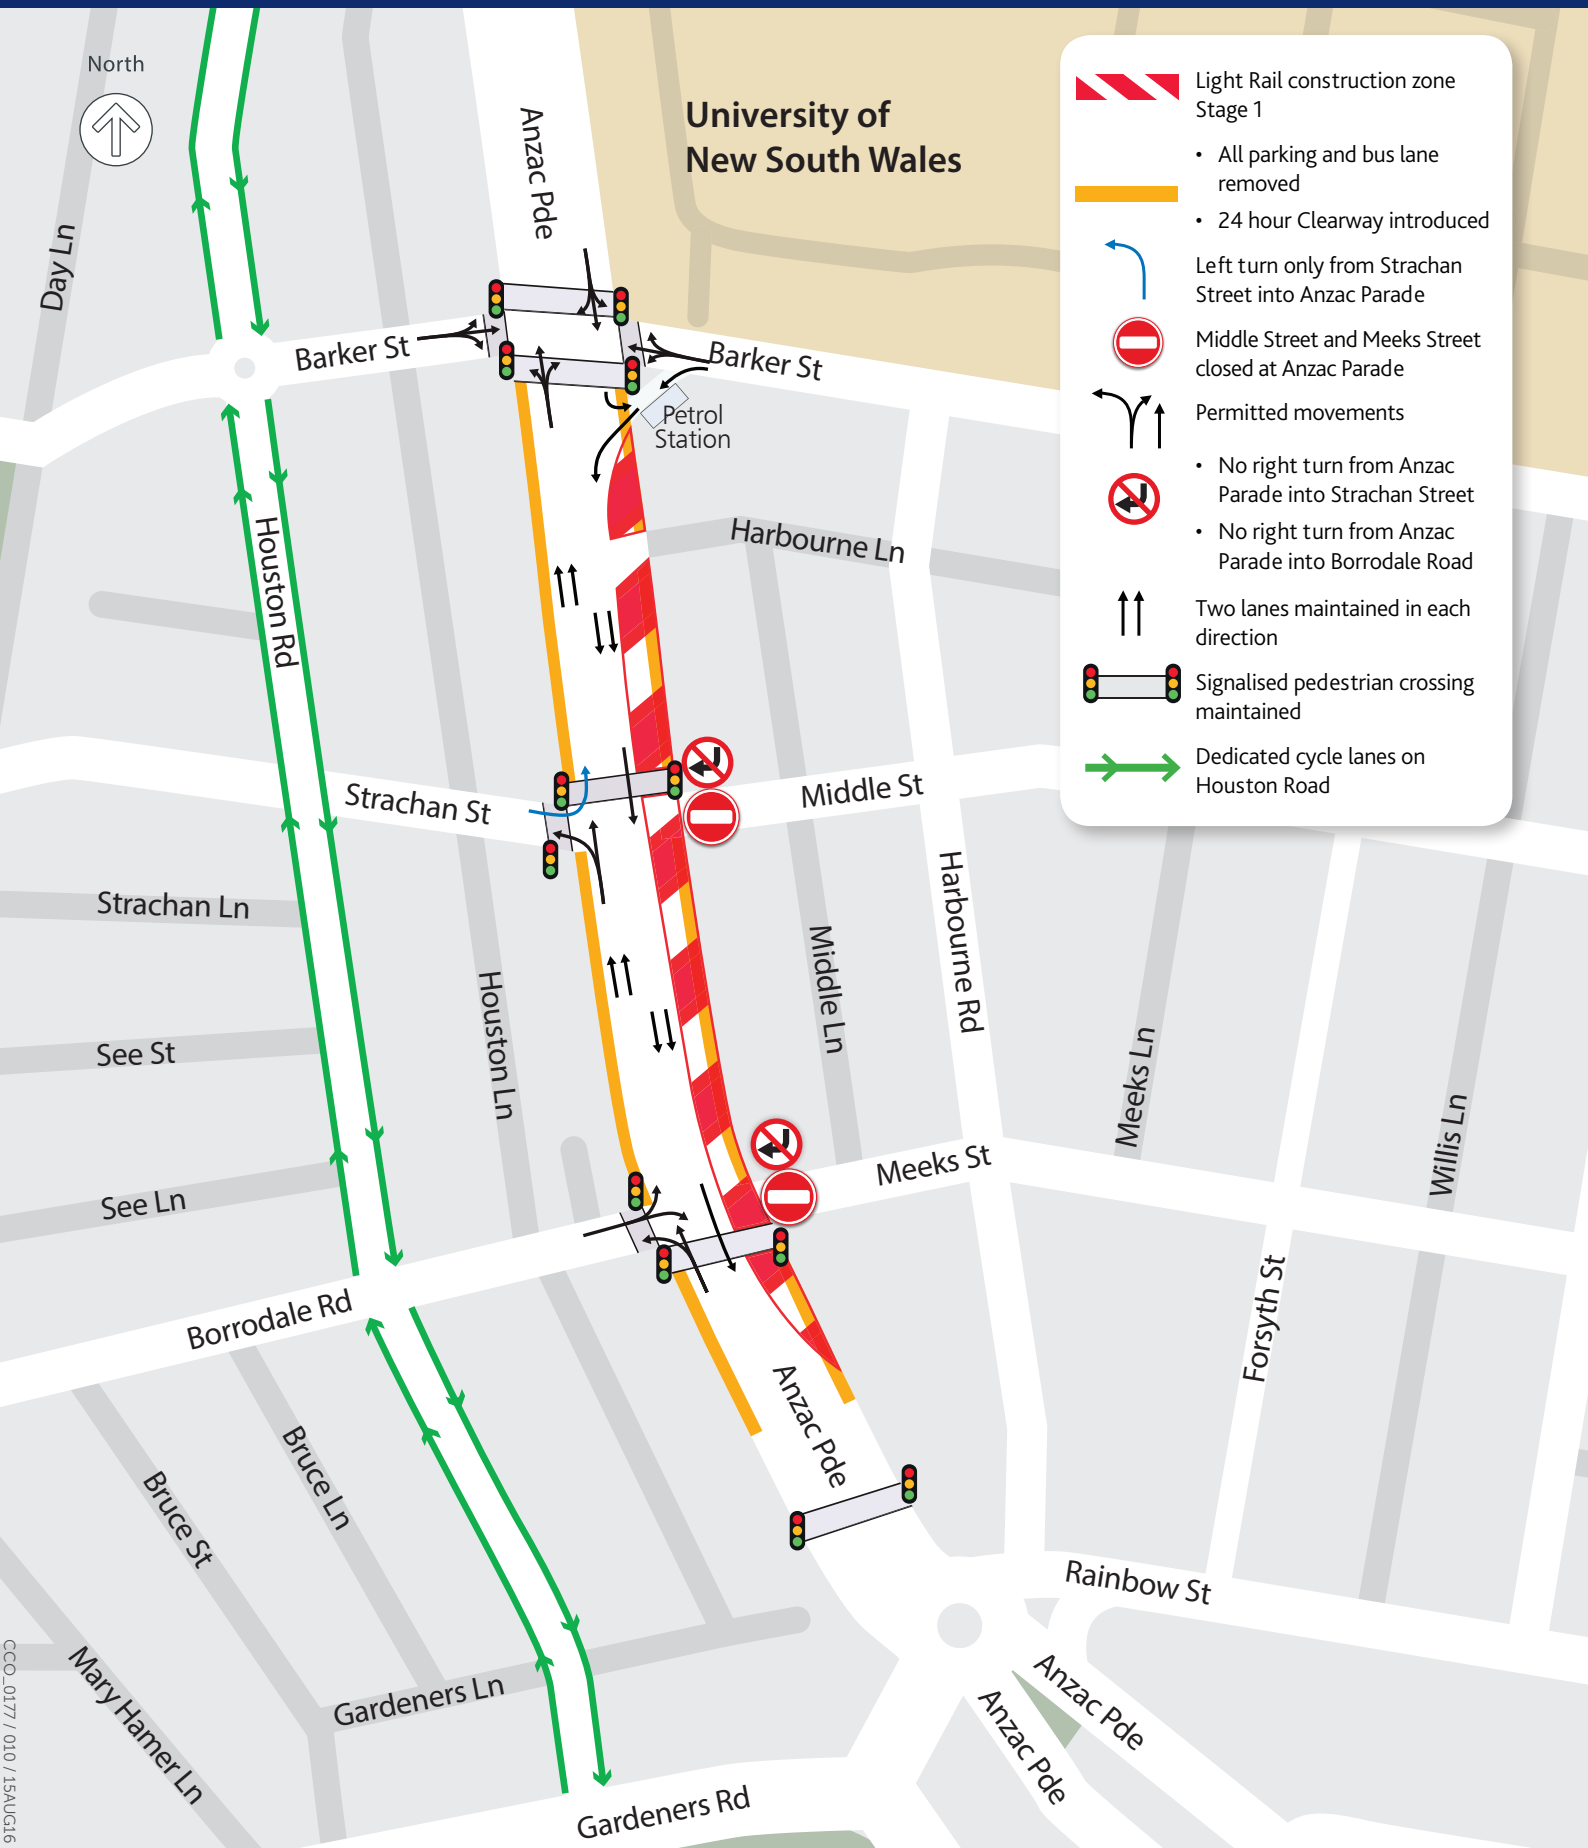 North
University of
New South Wales
Anzac Pde
Day Ln
Barker St
Barker St
Petrol
Station
Harbourne Ln
Houston Rd
Strachan St
Middle St
Strachan Ln
Houston Ln
Middle Ln
Harbourne Rd
See St
Meeks Ln
Willis Ln
See Ln
Meeks St
Borrodale Rd
Forsyth St
Anzac Pde
Bruce Ln
Bruce St
Rainbow St
Mary Hamer Ln
Gardeners Ln
Anzac Pde
Anzac Pde
Gardeners Rd
CCO_0177 / 010 / 15AUG16
Light Rail construction zone
Stage 1
• All parking and bus lane
removed
• 24 hour Clearway introduced
Left turn only from Strachan
Street into Anzac Parade
Middle Street and Meeks Street
closed at Anzac Parade
Permitted movements
• No right turn from Anzac
Parade into Strachan Street
• No right turn from Anzac
Parade into Borrodale Road
Two lanes maintained in each
direction
Signalised pedestrian crossing
maintained
Dedicated cycle lanes on
Houston Road